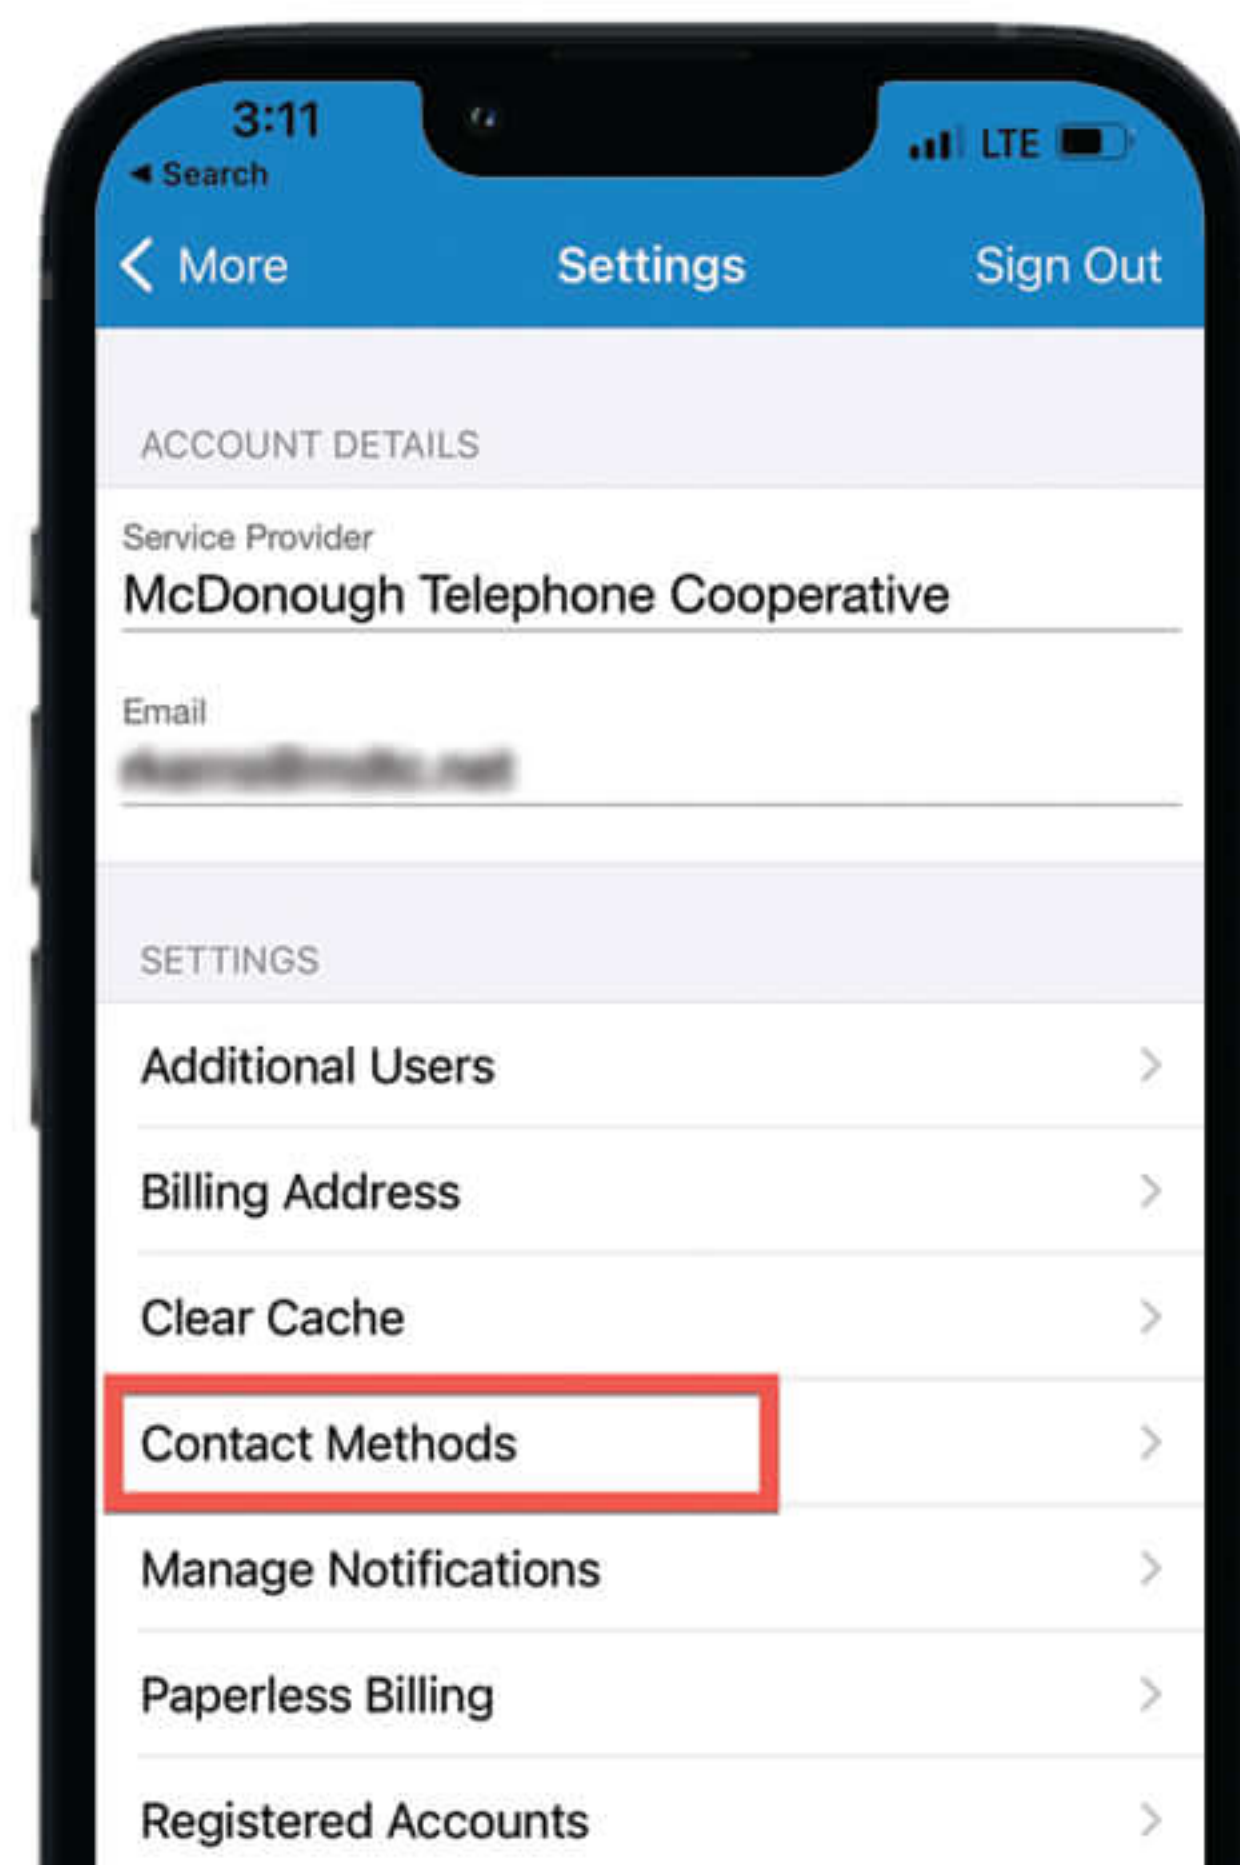 3:11
LTE
Search
More
Settings
Sign Out
ACCOUNT DETAILS
Service Provider
McDonough Telephone Cooperative
Email
SETTINGS
Additional Users
Billing Address
Clear Cache
Contact Methods
Manage Notifications
Paperless Billing
Registered Accounts